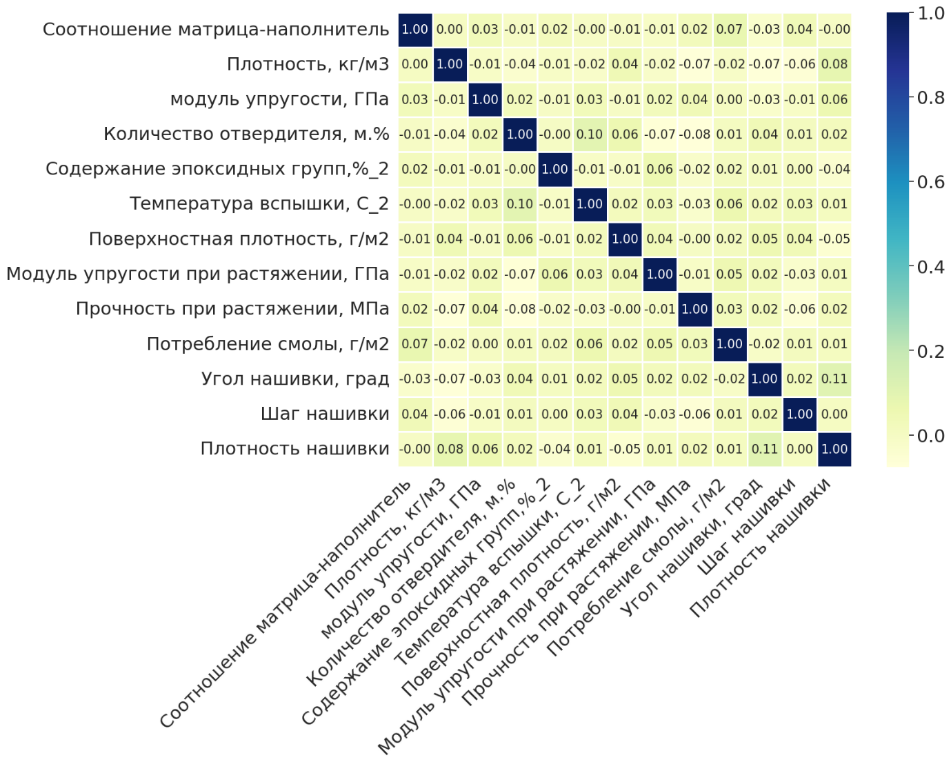 Соотношение матрица-наполнитель 1.00 0.00 0.03 -0.01 0.02 -0.00 -0.01 -0.01 0.02 0.07 -0.03 0.04 -0.00
Плотность, кг/м3 0.00 1.00 -0.01 -0.04 -0.01 -0.02 0.04 -0.02 -0.07 -0.02 -0.07 -0.06 0.08
модуль упругости, ГПа 0.03 -0.01 1.00 0.02 -0.01 0.03 -0.01 0.02 0.04 0.00 -0.03 -0.01 0.06
Количество отвердителя, м.% -0.01 -0.04 0.02 1.00 -0.00 0.10 0.06 -0.07 -0.08 0.01 0.04 0.01 0.02
Содержание эпоксидных групп,%_2 0.02 -0.01 -0.01 -0.00 1.00 -0.01 -0.01 0.06 -0.02 0.02 0.01 0.00 -0.04
Температура вспышки, С_2 -0.00 -0.02 0.03 0.10 -0.01 1.00 0.02 0.03 -0.03 0.06 0.02 0.03 0.01
Поверхностная плотность, г/м2 -0.01 0.04 -0.01 0.06 -0.01 0.02 1.00 0.04 -0.00 0.02 0.05 0.04 -0.05
Модуль упругости при растяжении, ГПа -0.01 -0.02 0.02 -0.07 0.06 0.03 0.04 1.00 -0.01 0.05 0.02 -0.03 0.01
Прочность при растяжении, МПа 0.02 -0.07 0.04 -0.08 -0.02 -0.03 -0.00 -0.01 1.00 0.03 0.02 -0.06 0.02
Потребление смолы, г/м2 0.07 -0.02 0.00 0.01 0.02 0.06 0.02 0.05 0.03 1.00 -0.02 0.01 0.01
Угол нашивки, град -0.03 -0.07 -0.03 0.04 0.01 0.02 0.05 0.02 0.02 -0.02 1.00 0.02 0.11
Шаг нашивки 0.04 -0.06 -0.01 0.01 0.00 0.03 0.04 -0.03 -0.06 0.01 0.02 1.00 0.00
Плотность нашивки -0.00 0.08 0.06 0.02 -0.04 0.01 -0.05 0.01 0.02 0.01 0.11 0.00 1.00
Соотношение матрица-наполнитель
Плотность, кг/м3
модуль упругости, ГПа
Количество отвердителя, м.%
Содержание эпоксидных групп,%_2
Температура вспышки, С_2
Поверхностная плотность, г/м2
Модуль упругости при растяжении, ГПа
Прочность при растяжении, МПа
Потребление смолы, г/м2
Угол нашивки, град
Шаг нашивки
Плотность нашивки
1.0
0.8
0.6
0.4
0.2
0.0